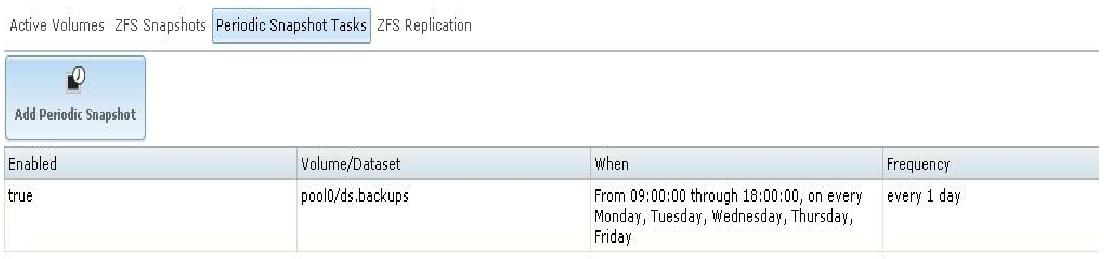 Active Volumes ZFS Snapshots Periodic Snapshot Tasks ZFS Replication
Add Periodic Snapshot
Enabled Volume/Dataset When Frequency
true pool0/ds.backups From 09:00:00 through 18:00:00, on every every 1 day
Monday, Tuesday, Wednesday, Thursday,
Friday